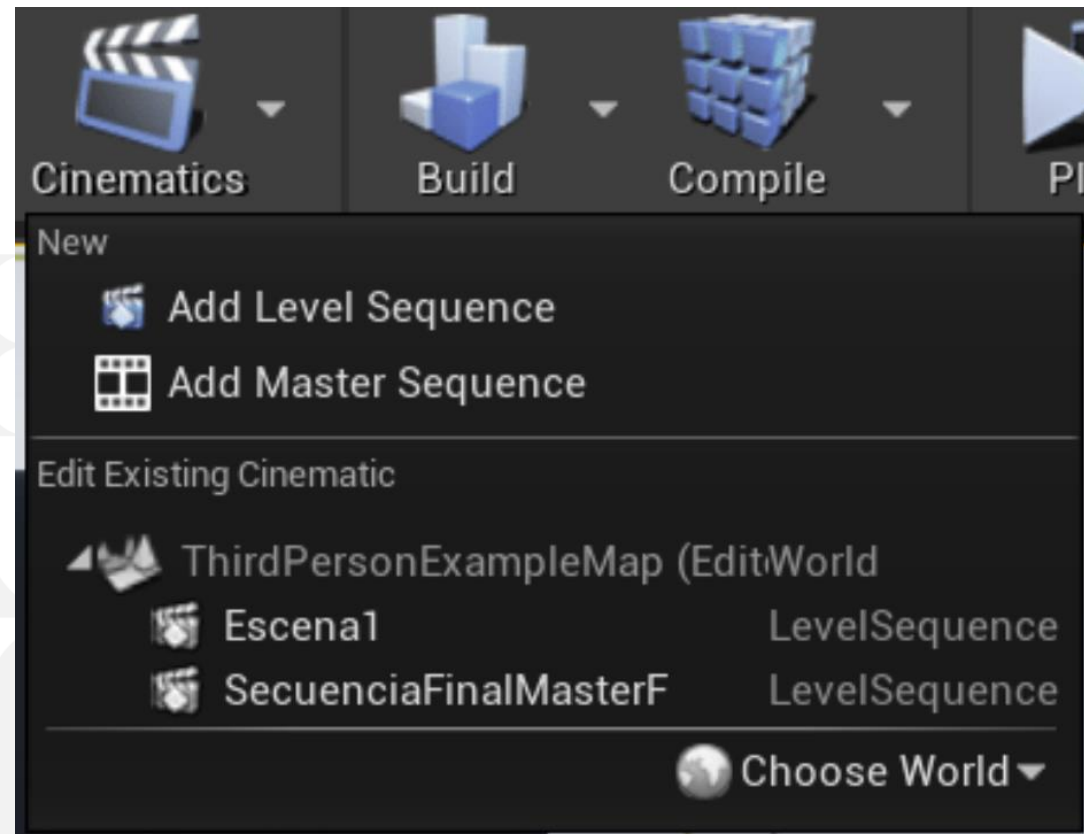 Cinematics Build Compile Pl
New
Add Level Sequence
Add Master Sequence
Edit Existing Cinematic
ThirdPersonExampleMap (Edit World
Escena1 LevelSequence
SecuenciaFinalMasterF LevelSequence
Choose World